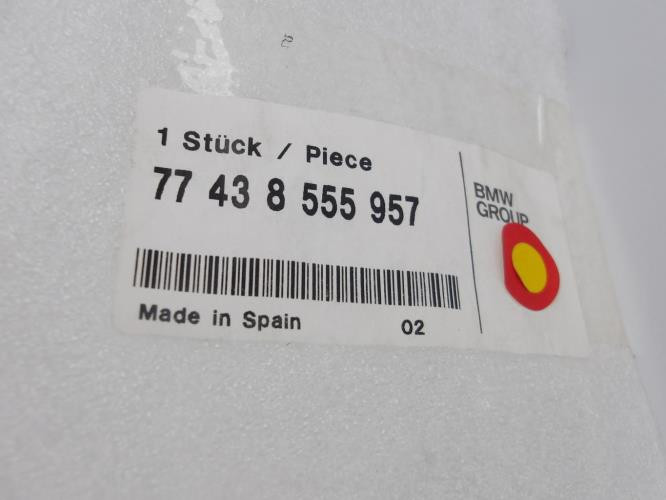 1 Stück / Piece
77 43 8 555 957
Made in Spain
02
BMW
GROUP